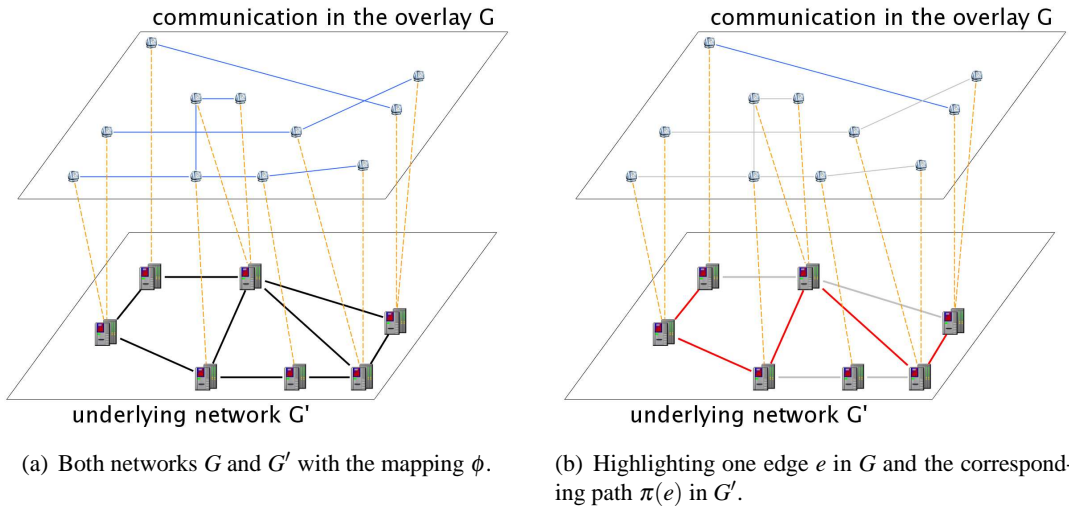 communication in the overlay G
underlying network G'
(a) Both networks G and G′ with the mapping ϕ.
communication in the overlay G
underlying network G'
(b) Highlighting one edge e in G and the correspond-
ing path π(e) in G′.